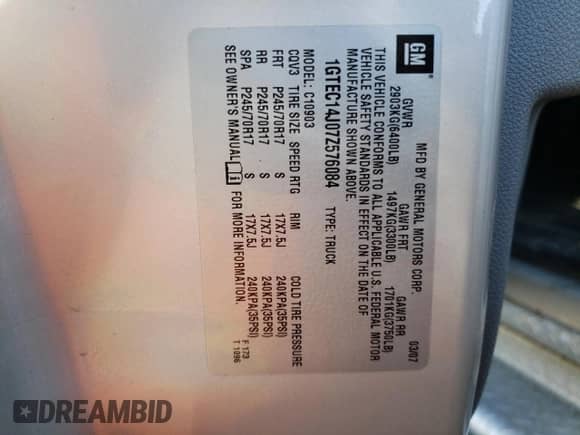 GM
MFD BY GENERAL MOTORS CORP. 03/07
GVWR GAWR FRT GAWR RR
2903KG(6400LB) 1497KG(3300LB) 1701KG(3750LB)
THIS VEHICLE CONFORMS TO ALL APPLICABLE U.S. FEDERAL MOTOR
VEHICLE SAFETY STANDARDS IN EFFECT ON THE DATE OF
MANUFACTURE SHOWN ABOVE.
1GTEC14J07Z576084 TYPE: TRUCK
MODEL: C10903
CQV3 TIRE SIZE SPEED RTG RIM COLD TIRE PRESSURE
FRT P245/70R17 S 17X7.5J 240KPA(35PSI)
RR P245/70R17 S 17X7.5J 240KPA(35PSI)
SPA P245/70R17 S 17X7.5J 240KPA(35PSI)
SEE OWNER'S MANUAL FOR MORE INFORMATION.
F 173
T 1096
DREAMBID